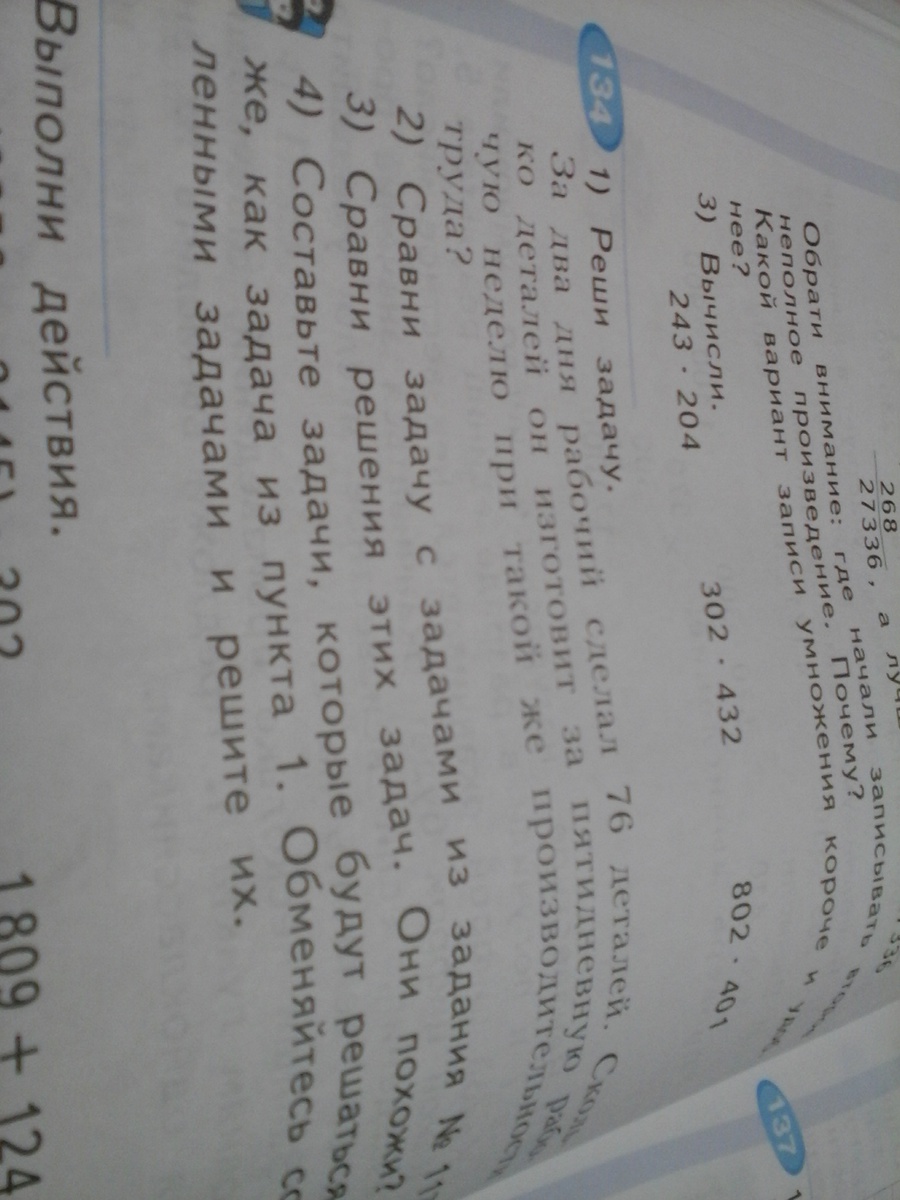 268
27336, а
Обрати внимание: где начали записывать
неполное произведение. Почему?
Какой вариант записи умножения короче и
нее?
3) Вычисли.
243 · 204 302 · 432 802 · 401
134 1) Реши задачу.
За два дня рабочий сделал 76 деталей. Сколь
ко деталей он изготовит за пятидневную рабо
чую неделю при такой же производительности
труда?
2) Сравни задачу с задачами из задания №
3) Сравни решения этих задач. Они похожи?
4) Составьте задачи, которые будут решаться
же, как задача из пункта 1. Обменяйтесь
ленными задачами и решите их.
Выполни действия.
302 1809 + 124
137